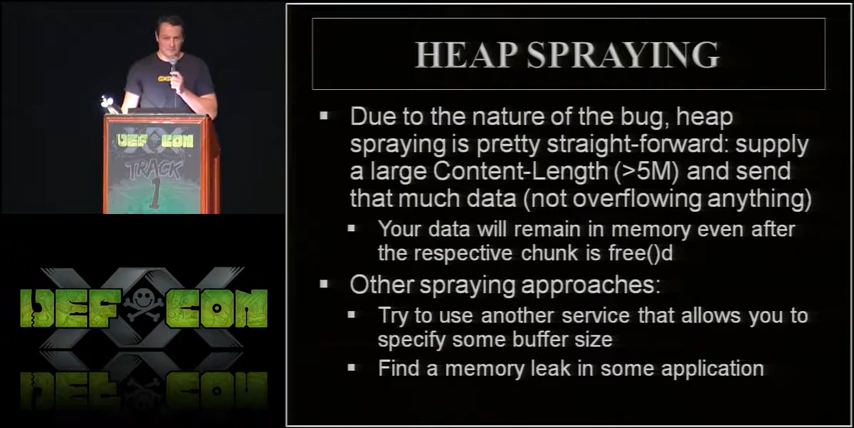 HEAP SPRAYING
▪ Due to the nature of the bug, heap
spraying is pretty straight-forward: supply
a large Content-Length (>5M) and send
that much data (not overflowing anything)
▪ Your data will remain in memory even after
the respective chunk is free()d
▪ Other spraying approaches:
▪ Try to use another service that allows you to
specify some buffer size
▪ Find a memory leak in some application
DEF CON
XX
TRACK
1
XX
DEF CON